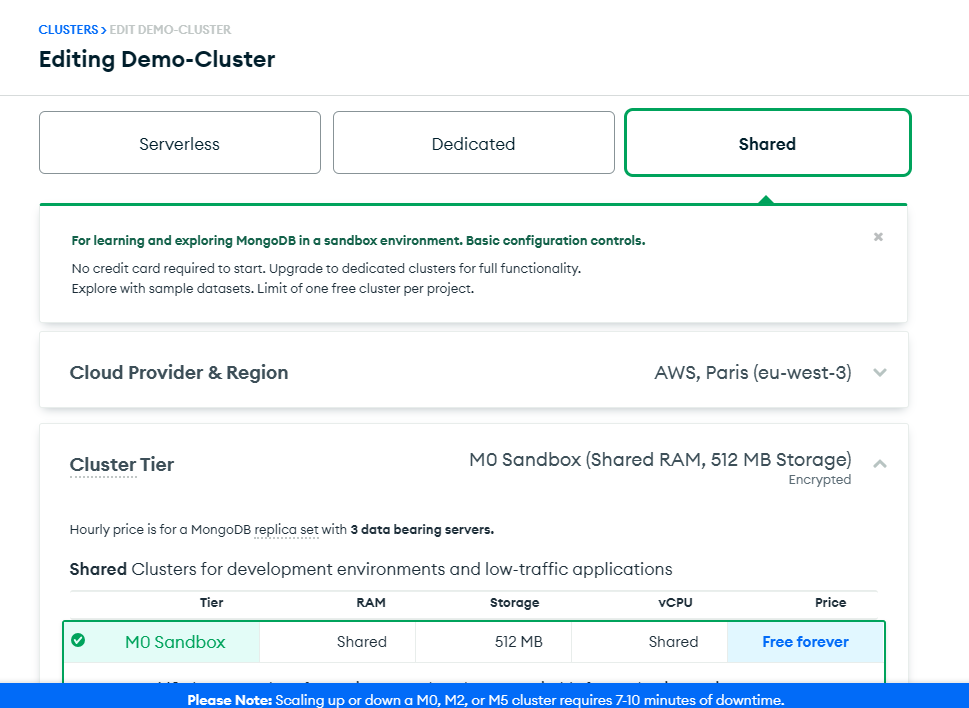 CLUSTERS > EDIT DEMO-CLUSTER
Editing Demo-Cluster
Serverless Dedicated Shared
For learning and exploring MongoDB in a sandbox environment. Basic configuration controls.
No credit card required to start. Upgrade to dedicated clusters for full functionality.
Explore with sample datasets. Limit of one free cluster per project.
Cloud Provider & Region AWS, Paris (eu-west-3)
Cluster Tier M0 Sandbox (Shared RAM, 512 MB Storage)
Encrypted
Hourly price is for a MongoDB replica set with 3 data bearing servers.
Shared Clusters for development environments and low-traffic applications
Tier RAM Storage vCPU Price
M0 Sandbox Shared 512 MB Shared Free forever
Please Note: Scaling up or down a M0, M2, or M5 cluster requires 7-10 minutes of downtime.